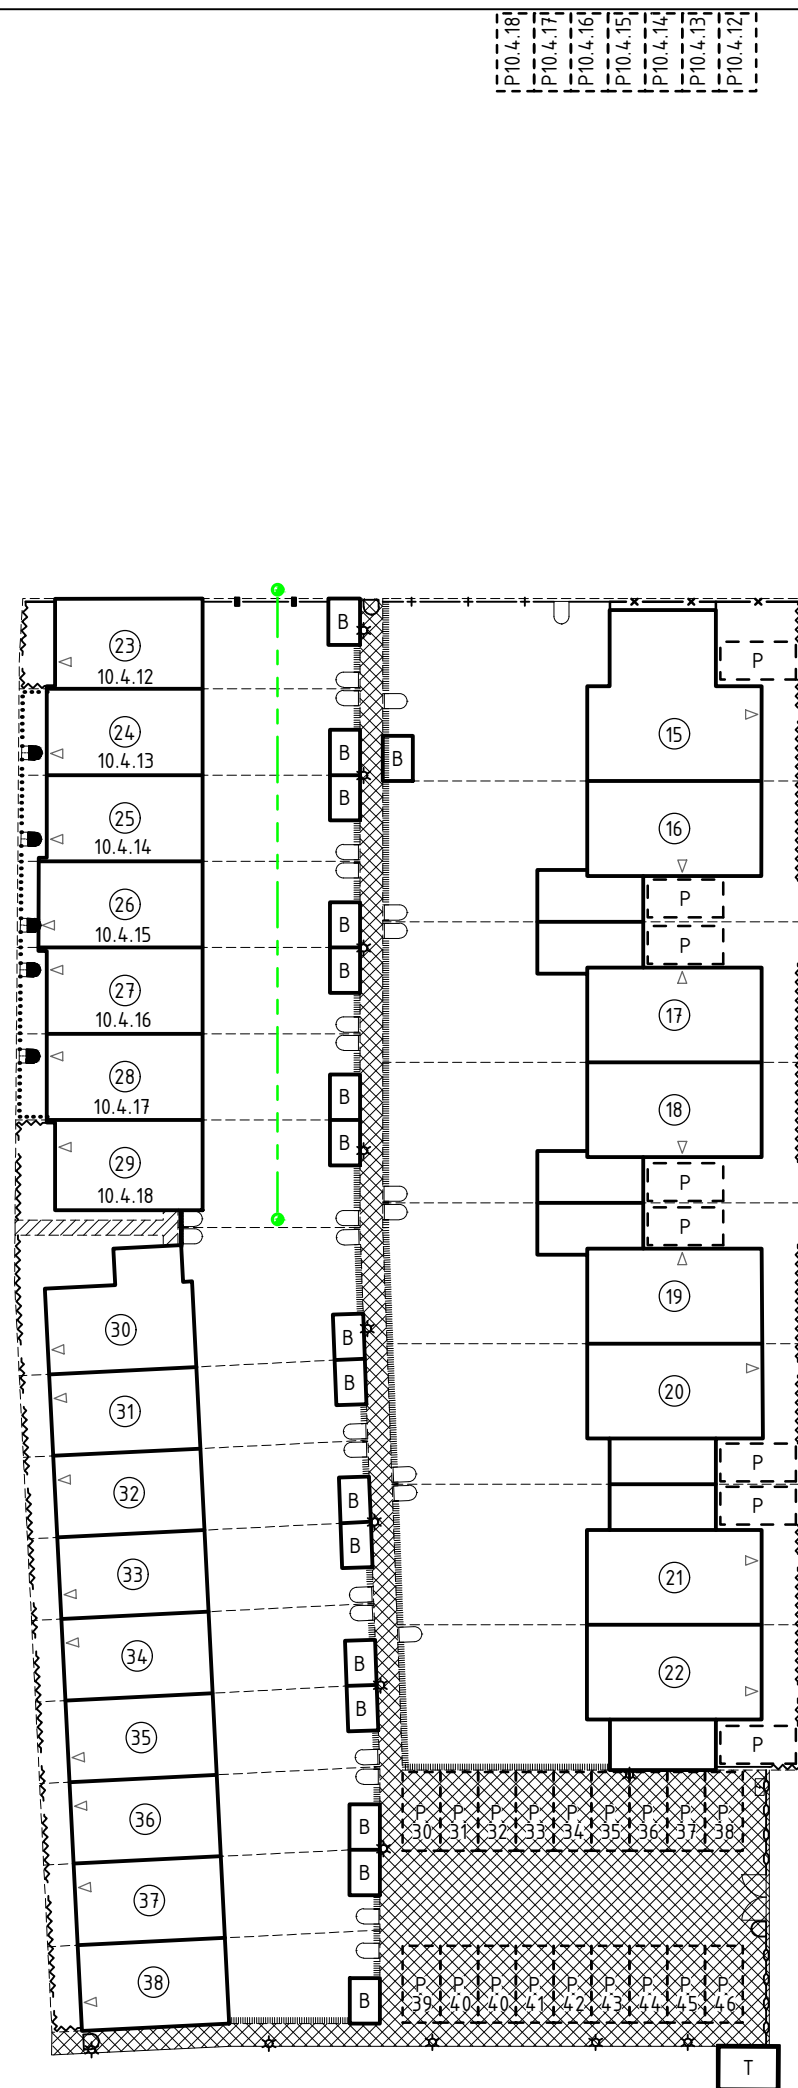 P10.4.18
P10.4.17
P10.4.16
P10.4.15
P10.4.14
P10.4.13
P10.4.12
23
10.4.12
B
P
24
10.4.13
B
B
15
25
10.4.14
B
16
26
10.4.15
B
P
27
10.4.16
B
P
17
28
10.4.17
B
18
29
10.4.18
B
P
P
30
B
19
31
B
20
32
B
P
33
B
P
21
34
B
22
35
B
P
36
B
P 30
P 31
P 32
P 33
P 34
P 35
P 36
P 37
P 38
37
B
38
B
P 39
P 40
P 40
P 41
P 42
P 43
P 44
P 45
P 46
T